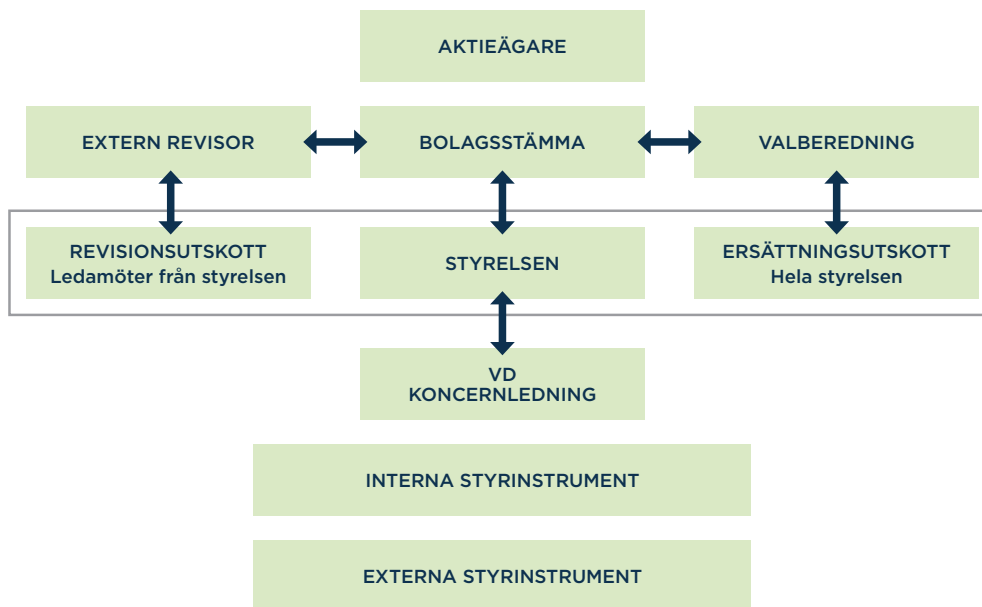 AKTIEÄGARE
EXTERN REVISOR
BOLAGSSTÄMMA
VALBEREDNING
REVISIONSUTSKOTT
Ledamöter från styrelsen
STYRELSEN
ERSÄTTNINGSUTSKOTT
Hela styrelsen
VD
KONCERNLEDNING
INTERNA STYRINSTRUMENT
EXTERNA STYRINSTRUMENT